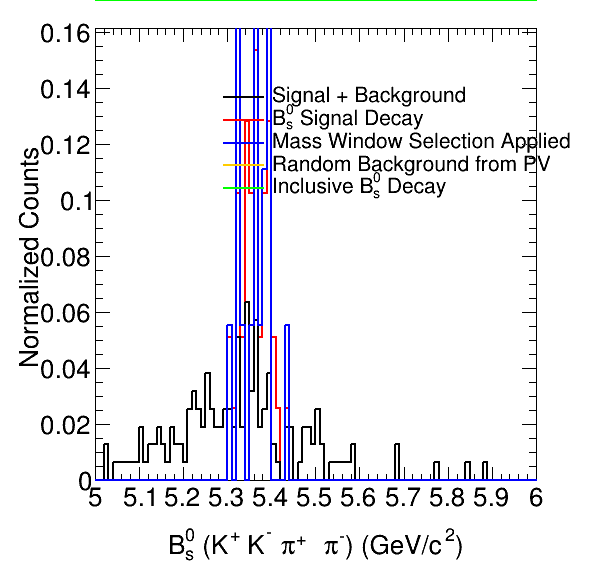 0.16
0.14
0.12
0.1
0.08
0.06
0.04
0.02
0
Normalized Counts
Signal + Background
B⁰ₛ Signal Decay
Mass Window Selection Applied
Random Background from PV
Inclusive B⁰ₛ Decay
5 5.1 5.2 5.3 5.4 5.5 5.6 5.7 5.8 5.9 6
B⁰ₛ (K⁺ K⁻ π⁺ π⁻) (GeV/c²)